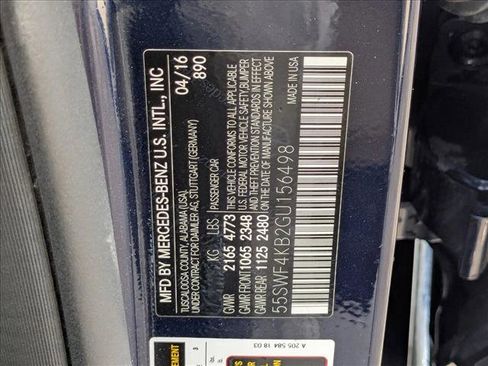 MFD BY MERCEDES-BENZ U.S. INTL., INC
TUSCALOOSA COUNTY, ALABAMA (USA),
UNDER CONTRACT FOR DAIMLER AG, STUTTGART (GERMANY)
04/16
890
PASSENGER CAR
KG LBS
GWR 2165 4773
GAWR FRONT 1065 2348
GAWR REAR 1125 2480
THIS VEHICLE CONFORMS TO ALL APPLICABLE
U.S. FEDERAL MOTOR VEHICLE SAFETY, BUMPER
AND THEFT PREVENTION STANDARDS IN EFFECT
ON THE DATE OF MANUFACTURE SHOWN ABOVE
MADE IN USA
55SWF4KB2GU156498
A 205 584 18 03